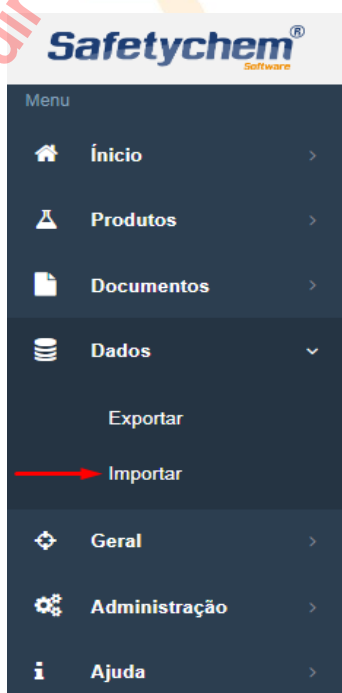 Safetychem®
Software
Menu
Ínicio
Produtos
Documentos
Dados
Exportar
Importar
Geral
Administração
Ajuda